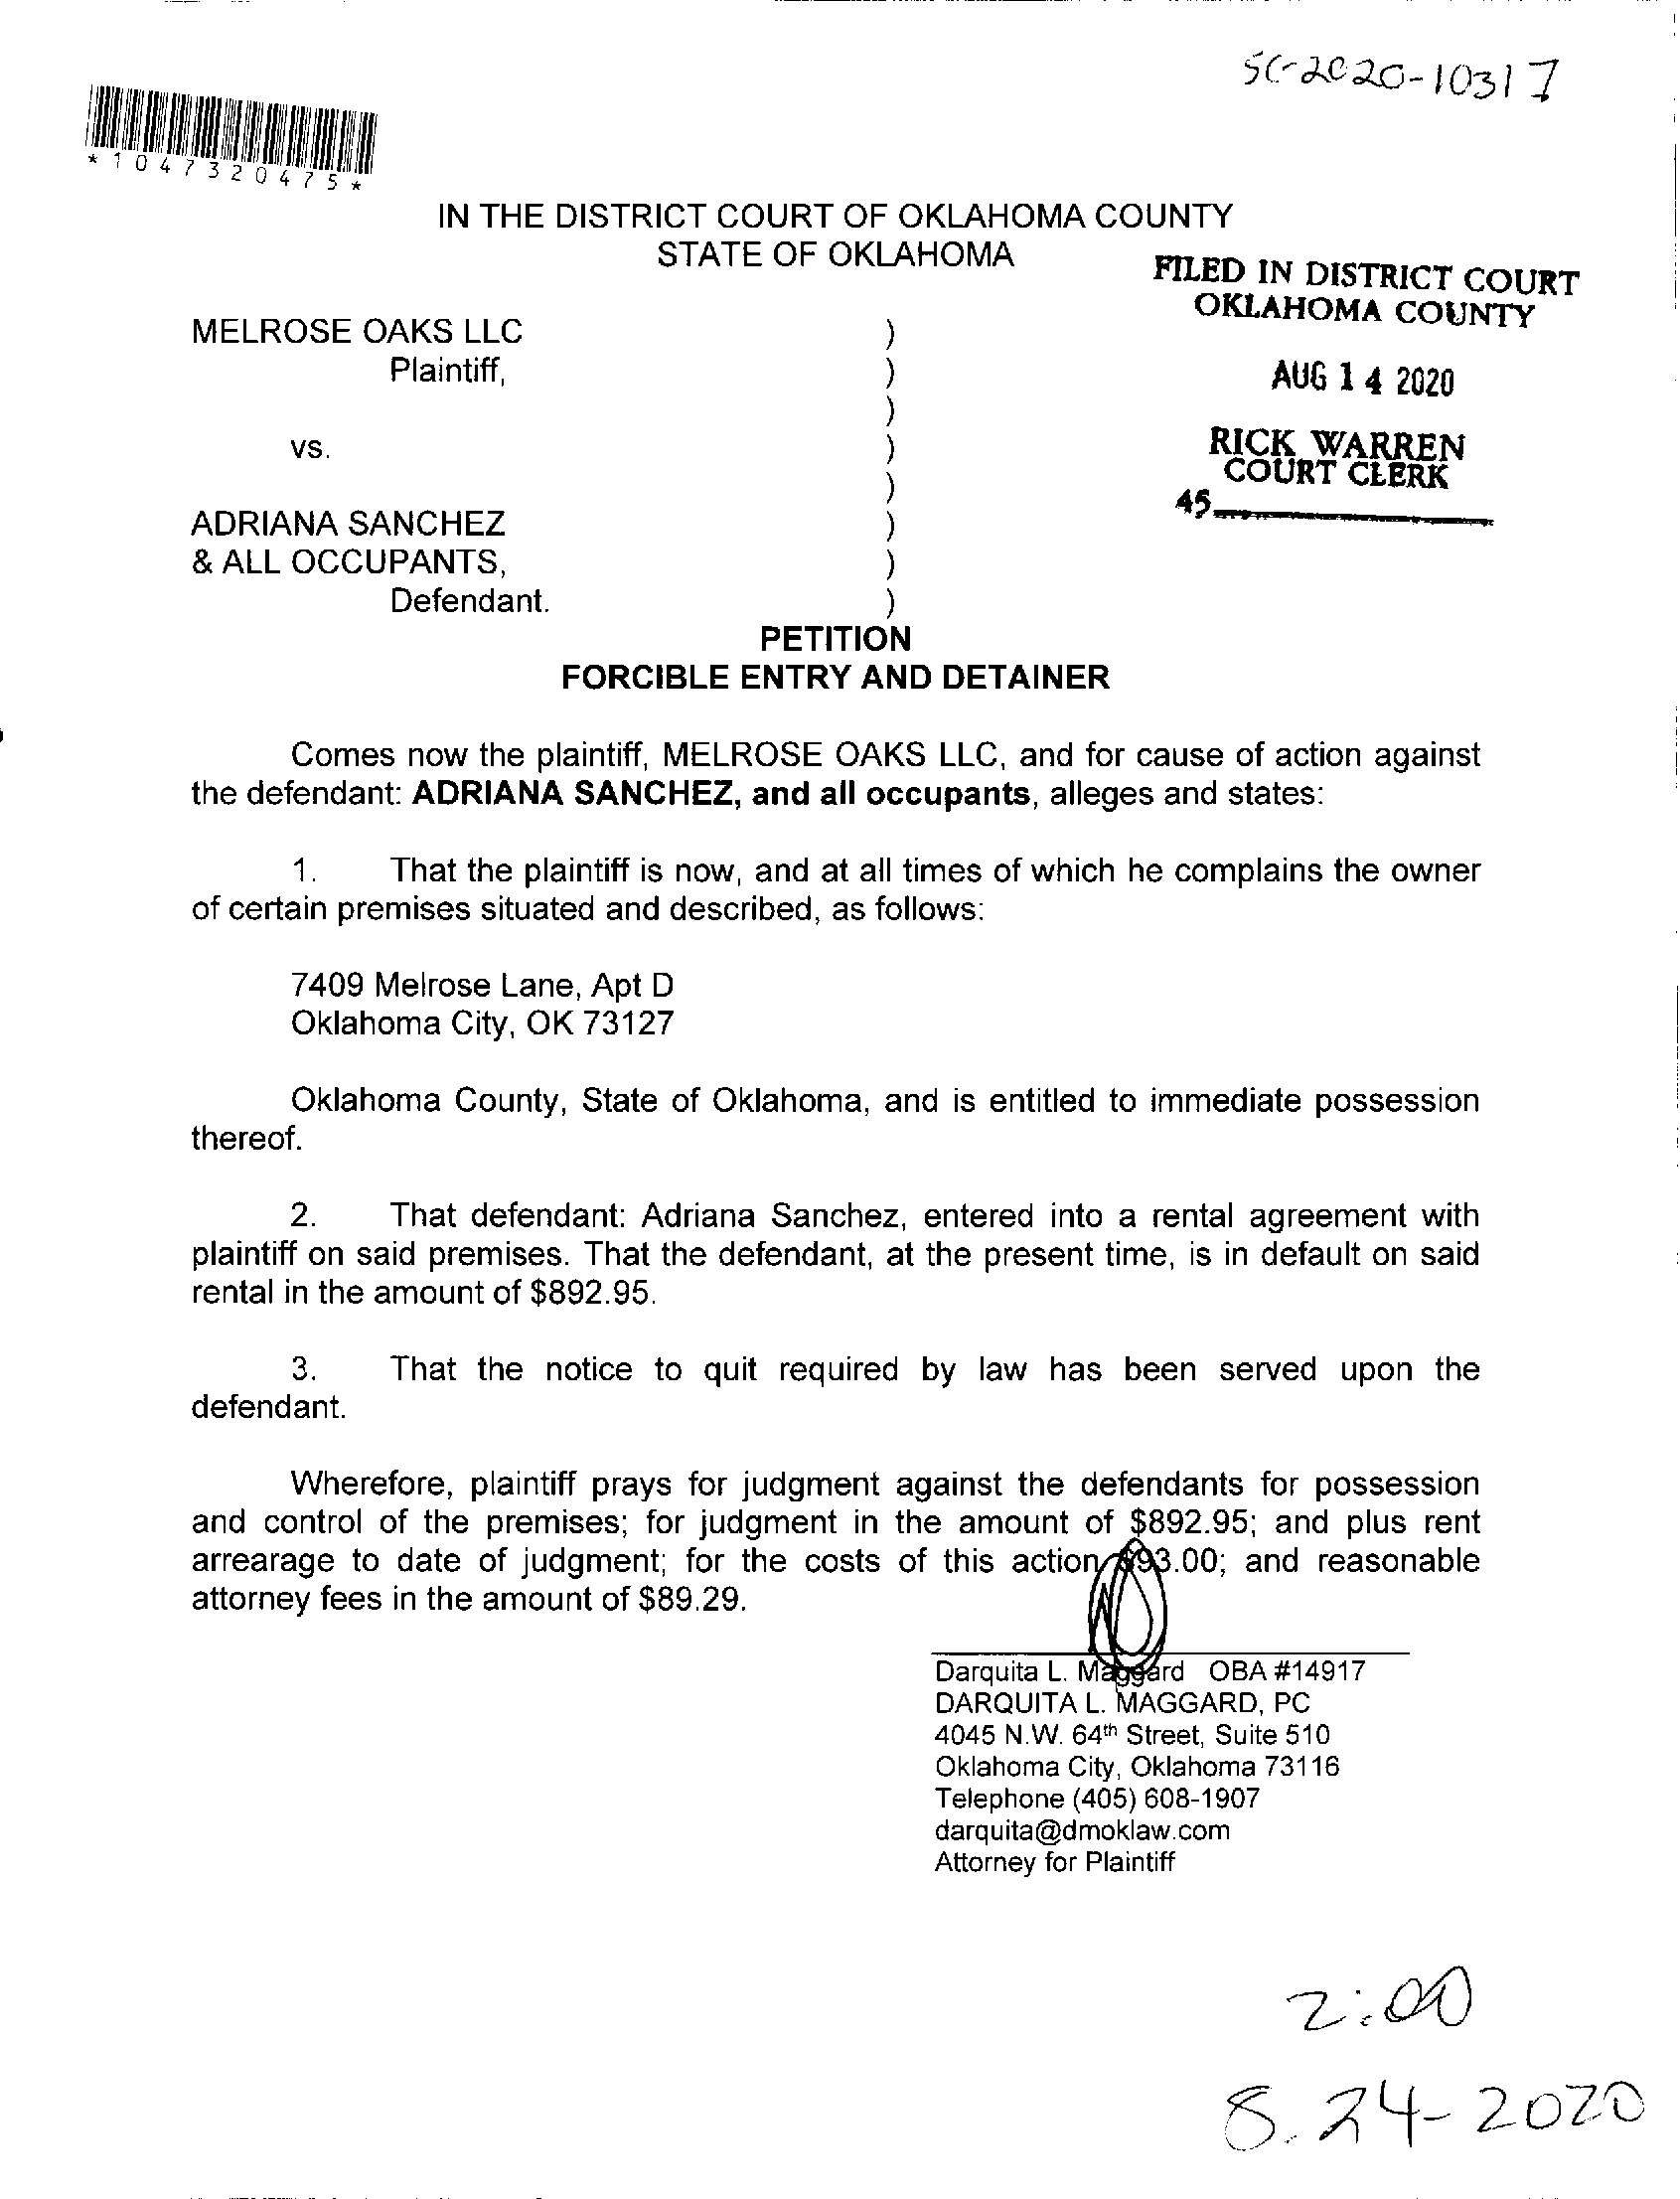 SC-2020-10317
*1047320475*
IN THE DISTRICT COURT OF OKLAHOMA COUNTY
STATE OF OKLAHOMA
FILED IN DISTRICT COURT
OKLAHOMA COUNTY
MELROSE OAKS LLC )
Plaintiff, )
AUG 14 2020
)
vs. )
RICK WARREN
COURT CLERK
)
45
ADRIANA SANCHEZ )
& ALL OCCUPANTS, )
Defendant. )
PETITION
FORCIBLE ENTRY AND DETAINER
Comes now the plaintiff, MELROSE OAKS LLC, and for cause of action against
the defendant: ADRIANA SANCHEZ, and all occupants, alleges and states:
1. That the plaintiff is now, and at all times of which he complains the owner
of certain premises situated and described, as follows:
7409 Melrose Lane, Apt D
Oklahoma City, OK 73127
Oklahoma County, State of Oklahoma, and is entitled to immediate possession
thereof.
2. That defendant: Adriana Sanchez, entered into a rental agreement with
plaintiff on said premises. That the defendant, at the present time, is in default on said
rental in the amount of $892.95.
3. That the notice to quit required by law has been served upon the
defendant.
Wherefore, plaintiff prays for judgment against the defendants for possession
and control of the premises; for judgment in the amount of $892.95; and plus rent
arrearage to date of judgment; for the costs of this action $93.00; and reasonable
attorney fees in the amount of $89.29.
Darquita L. Maggard OBA #14917
DARQUITA L. MAGGARD, PC
4045 N.W. 64th Street, Suite 510
Oklahoma City, Oklahoma 73116
Telephone (405) 608-1907
darquita@dmoklaw.com
Attorney for Plaintiff
2:00
8.24-2020